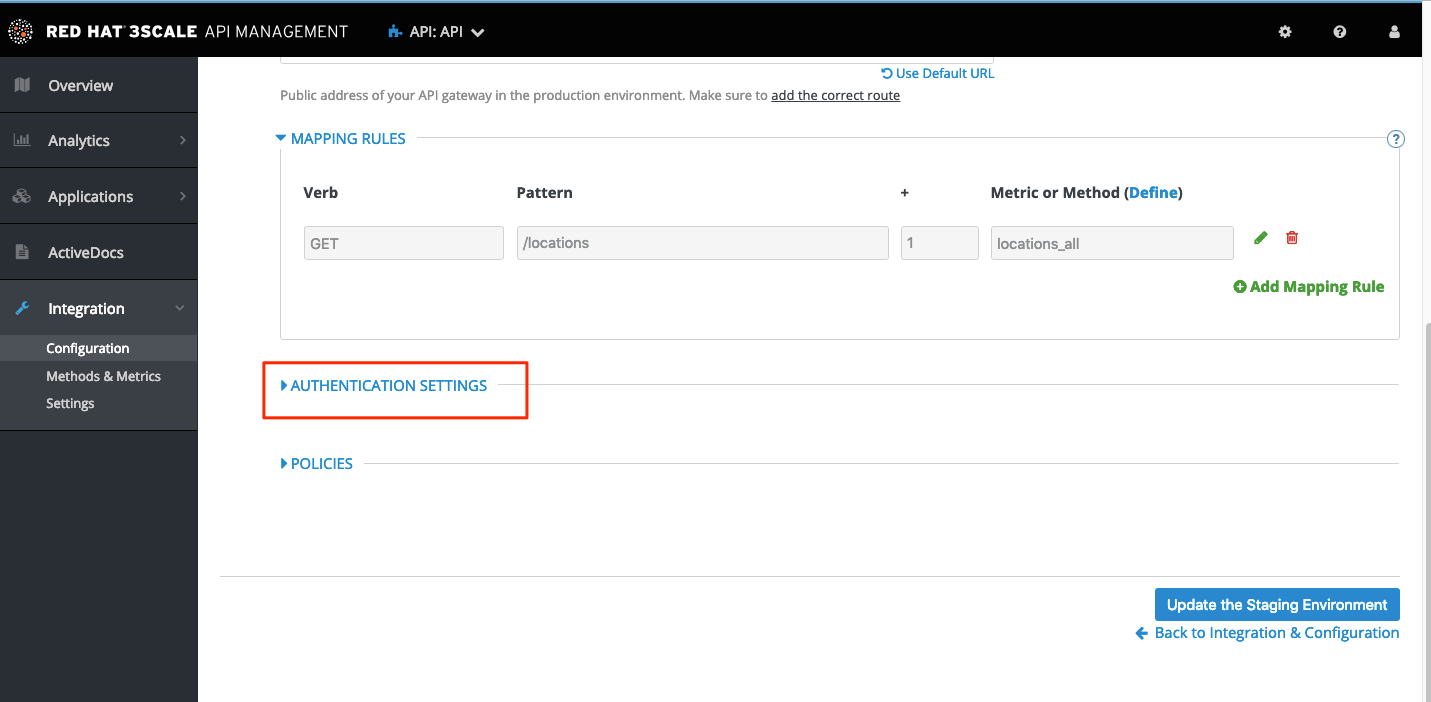 RED HAT 3SCALE API MANAGEMENT
API: API
?
Overview
Analytics
Applications
ActiveDocs
Integration
Configuration
Methods & Metrics
Settings
Use Default URL
Public address of your API gateway in the production environment. Make sure to add the correct route
MAPPING RULES
?
Verb Pattern + Metric or Method (Define)
GET /locations 1 locations_all
Add Mapping Rule
AUTHENTICATION SETTINGS
POLICIES
Update the Staging Environment
Back to Integration & Configuration